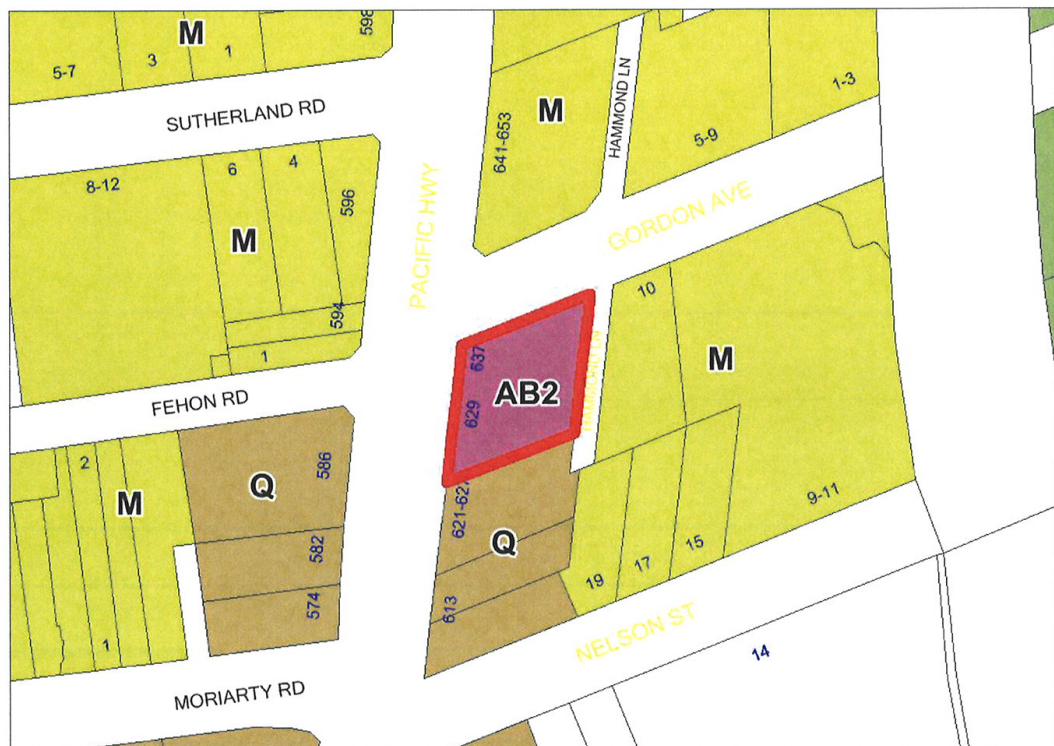 M
598
5-7
3
1
SUTHERLAND RD
M
641-653
HAMMOND LN
1-3
5-9
8-12
6
4
596
M
594
1
PACIFIC HWY
GORDON AVE
10
M
637
629
AB2
HAMMOND LN
FEHON RD
2
M
Q
586
582
574
1
621-627
Q
613
19
17
15
9-11
NELSON ST
14
MORIARTY RD